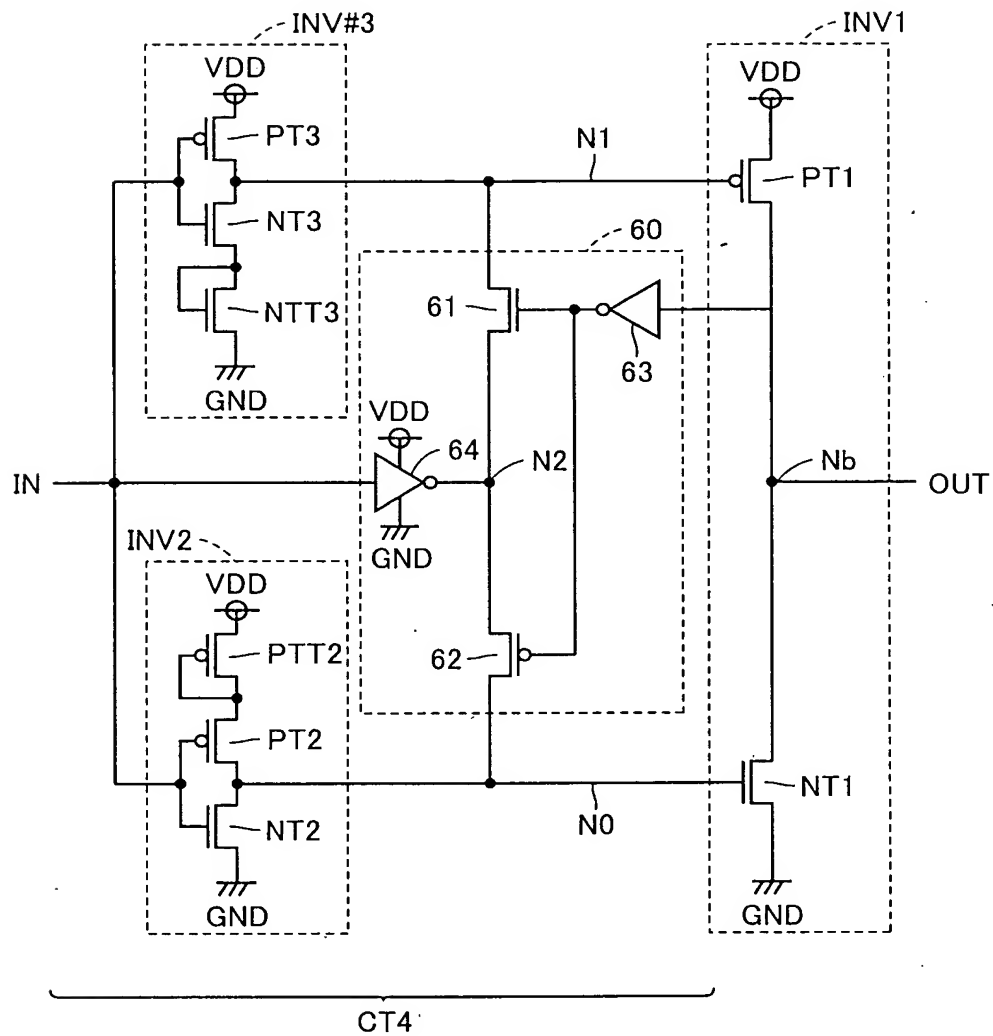 INV#3
INV1
VDD
VDD
PT3
N1
PT1
NT3
60
NTT3
61
63
GND
VDD
64
N2
Nb
IN
OUT
GND
INV2
VDD
PTT2
62
PT2
NT1
NT2
N0
GND
GND
CT4